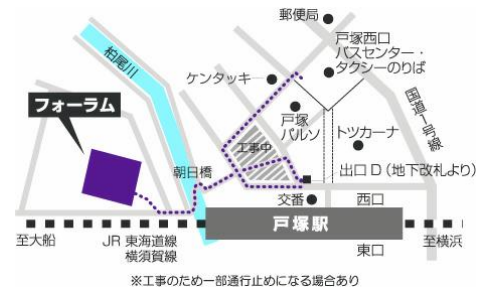 郵便局
戸塚西口
バスセンター・
タクシーのりば
柏尾川
ケンタッキー
国道1号線
フォーラム
戸塚
パルソ
トツカーナ
工事中
朝日橋
出口D(地下改札より)
交番
西口
戸塚駅
至大船
JR 東海道線
横須賀線
東口
至横浜
※工事のため一部通行止めになる場合あり